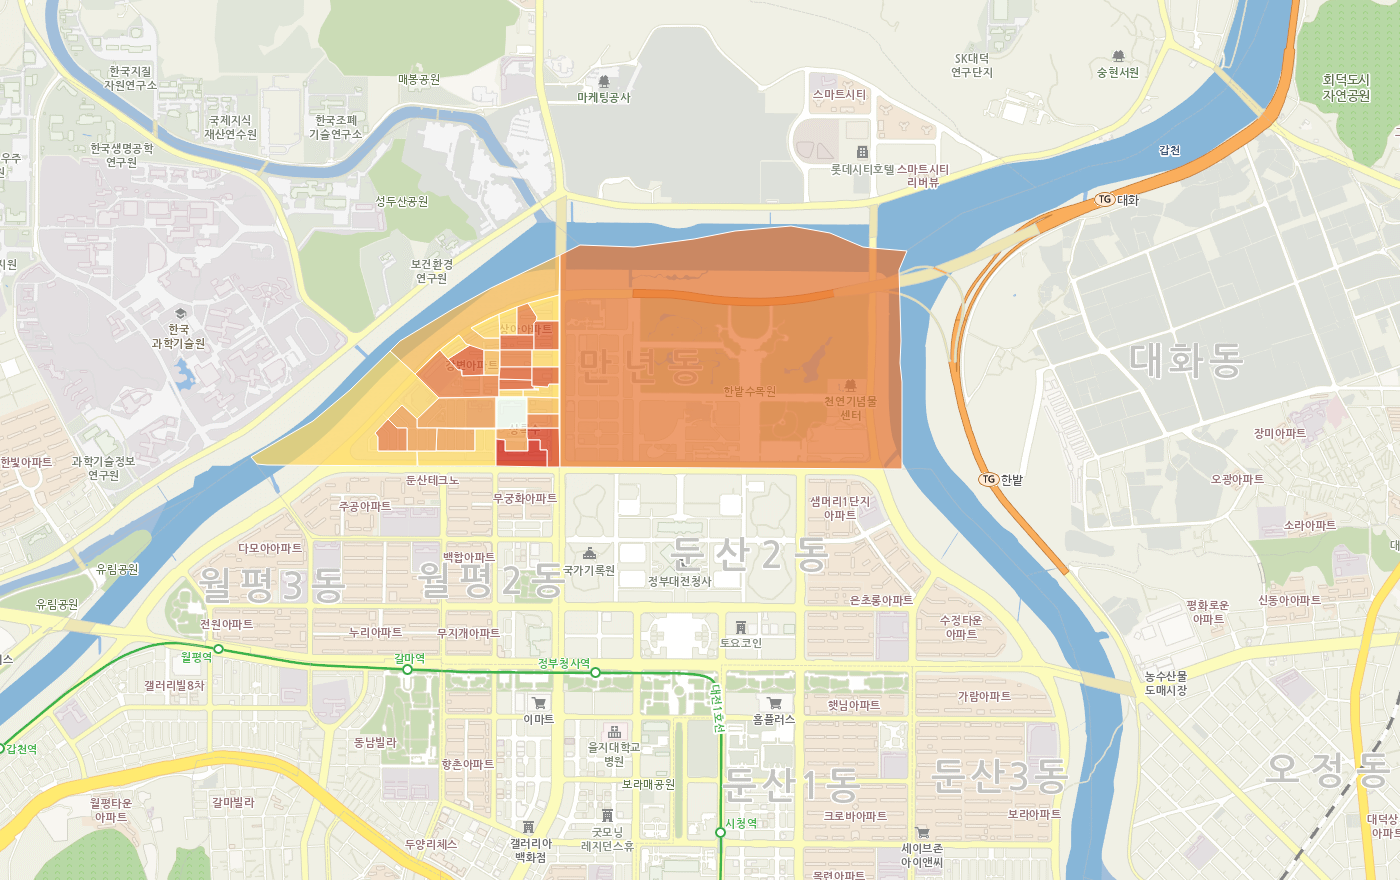 한국지질
자원연구소
매봉공원
마케팅공사
스마트시티
SK대덕
연구단지
숭현서원
회덕도시
자연공원
국제지식
재산연수원
한국조폐
기술연구소
한국생명공학
연구원
우주
갑천
롯데시티호텔
스마트시티
리버뷰
성두산공원
TG 대화
지원
보건환경
연구원
한국
과학기술원
상아아파트
강변아파트
만년동
한밭수목원
천연기념물
센터
대화동
장미아파트
한빛아파트
과학기술정보
연구원
둔산테크노
무궁화아파트
주공아파트
샘머리1단지
아파트
TG 한밭
오광아파트
소라아파트
다모아아파트
백합아파트
국가기록원
둔산2동
정부대전청사
유림공원
월평3동
월평2동
유림공원
은초롱아파트
평화로운
아파트
신동아아파트
전원아파트
누리아파트
무지개아파트
토요코인
수정타운
아파트
월평역
갈마역
정부청사역
대전1호선
갤러리빌8차
농수산물
도매시장
이마트
홈플러스
햇님아파트
가람아파트
갑천역
동남빌라
을지대학교
병원
향촌아파트
보라매공원
둔산1동
둔산3동
오정동
월평타운
아파트
갈마빌라
굿모닝
레지던스휴
시청역
크로바아파트
보라아파트
두양리체스
갤러리아
백화점
세이브존
아이앤씨
목련아파트
대덕상
아파트